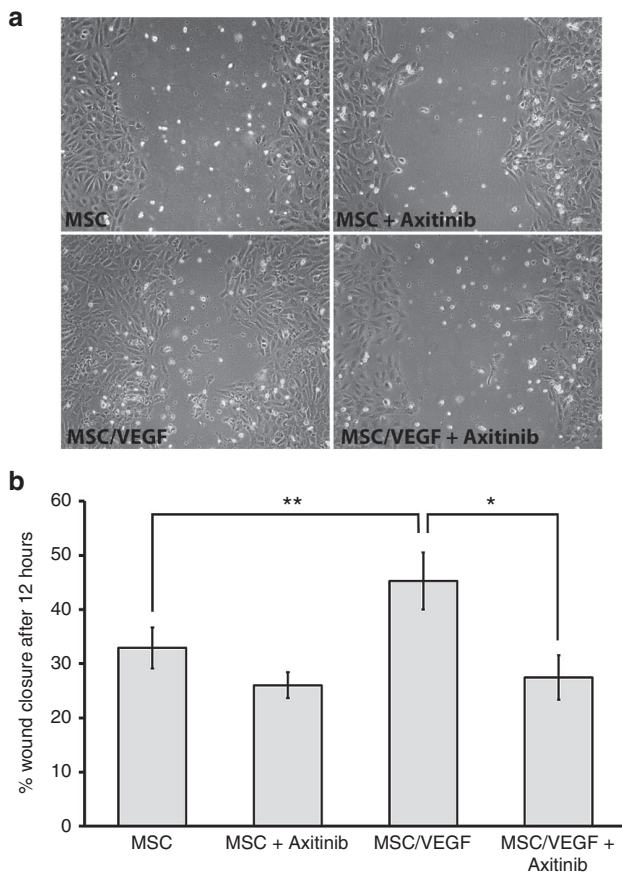 a
MSC
MSC + Axitinib
MSC/VEGF
MSC/VEGF + Axitinib
b
% wound closure after 12 hours
60
50
40
30
20
10
0
**
*
MSC
MSC + Axitinib
MSC/VEGF
MSC/VEGF +
Axitinib